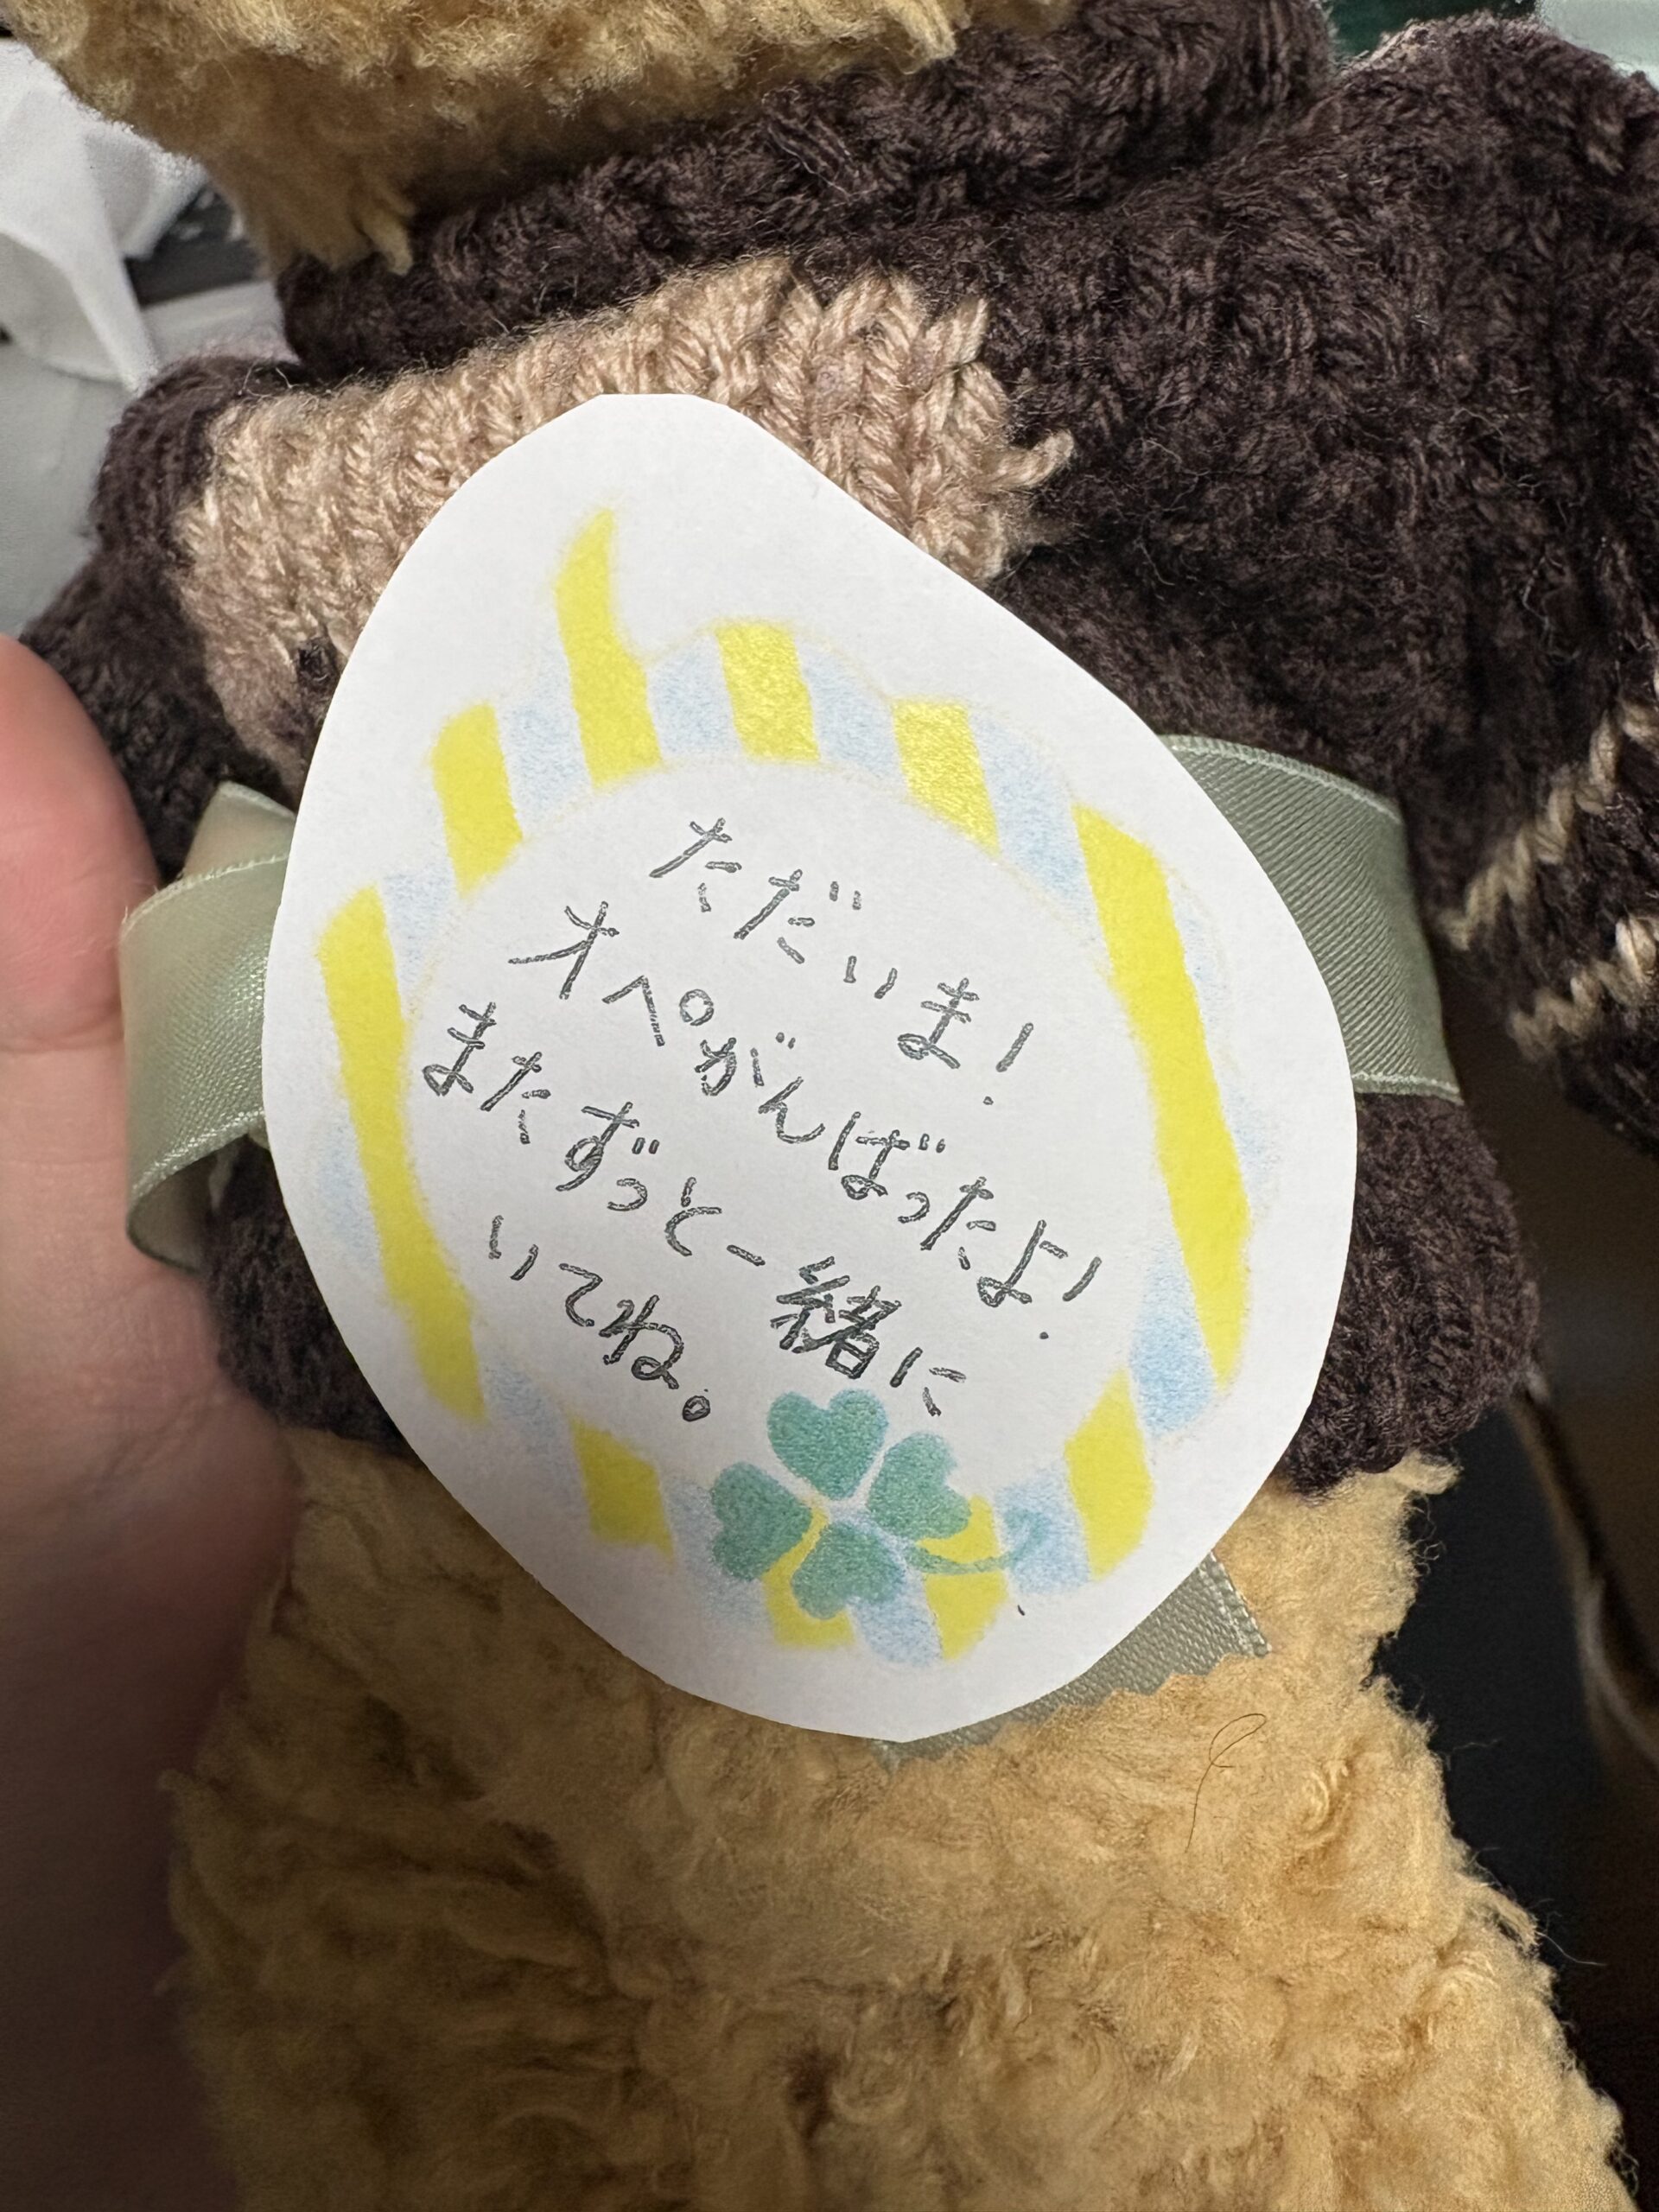 ただいま!
オペがんばったよ!
またずっと一緒に
いてね。